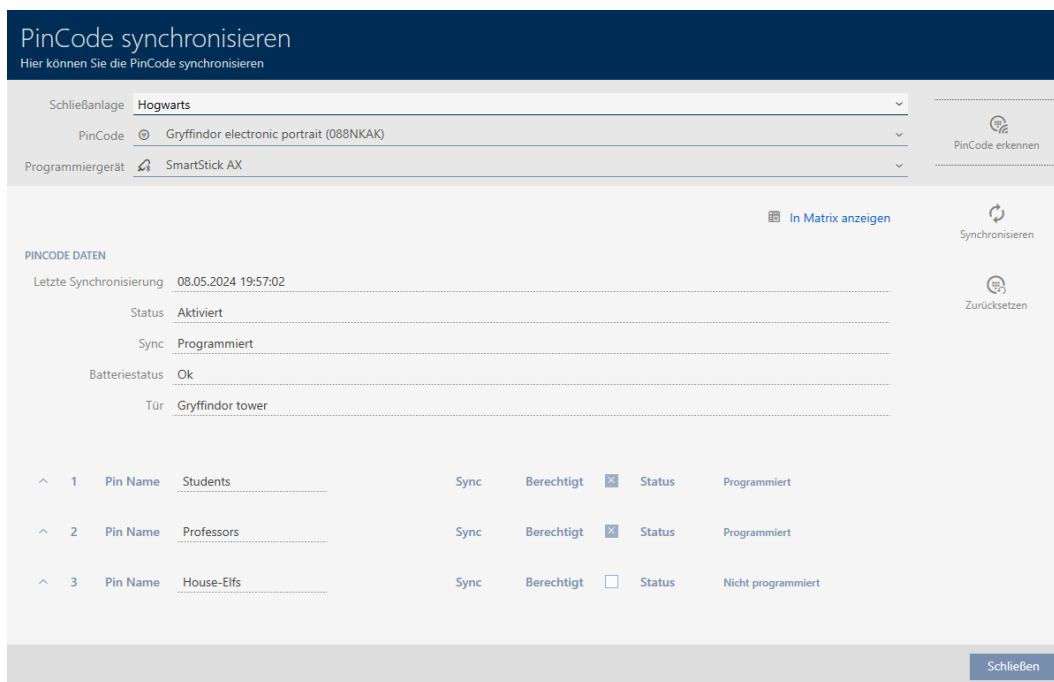 PinCode synchronisieren
Hier können Sie die PinCode synchronisieren
Schließanlage Hogwarts
PinCode Gryffindor electronic portrait (088NKAK)
PinCode erkennen
Programmiergerät SmartStick AX
In Matrix anzeigen
Synchronisieren
PINCODE DATEN
Letzte Synchronisierung 08.05.2024 19:57:02
Zurücksetzen
Status Aktiviert
Sync Programmiert
Batteriestatus Ok
Tür Gryffindor tower
1 Pin Name Students Sync Berechtigt Status Programmiert
2 Pin Name Professors Sync Berechtigt Status Programmiert
3 Pin Name House-Elfs Sync Berechtigt Status Nicht programmiert
Schließen